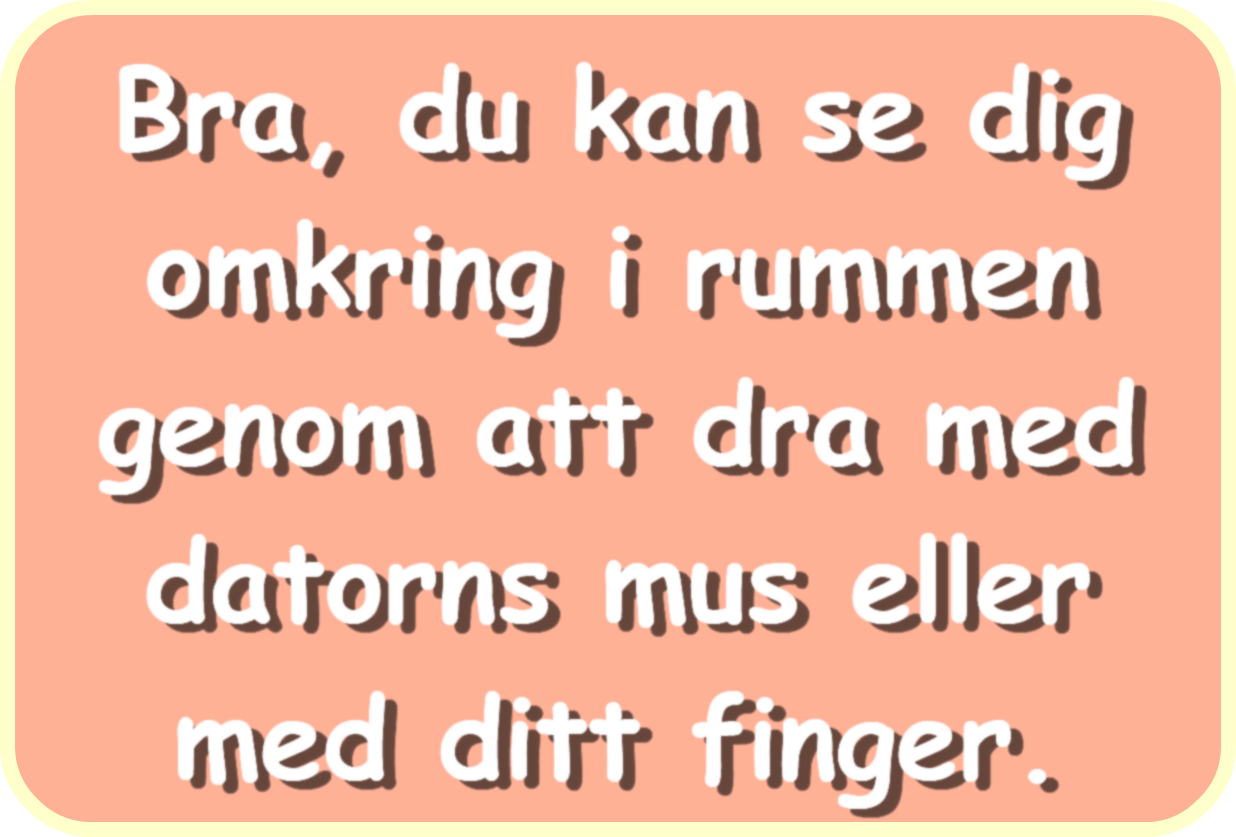 Bra, du kan se dig
omkring i rummen
genom att dra med
datorns mus eller
med ditt finger.